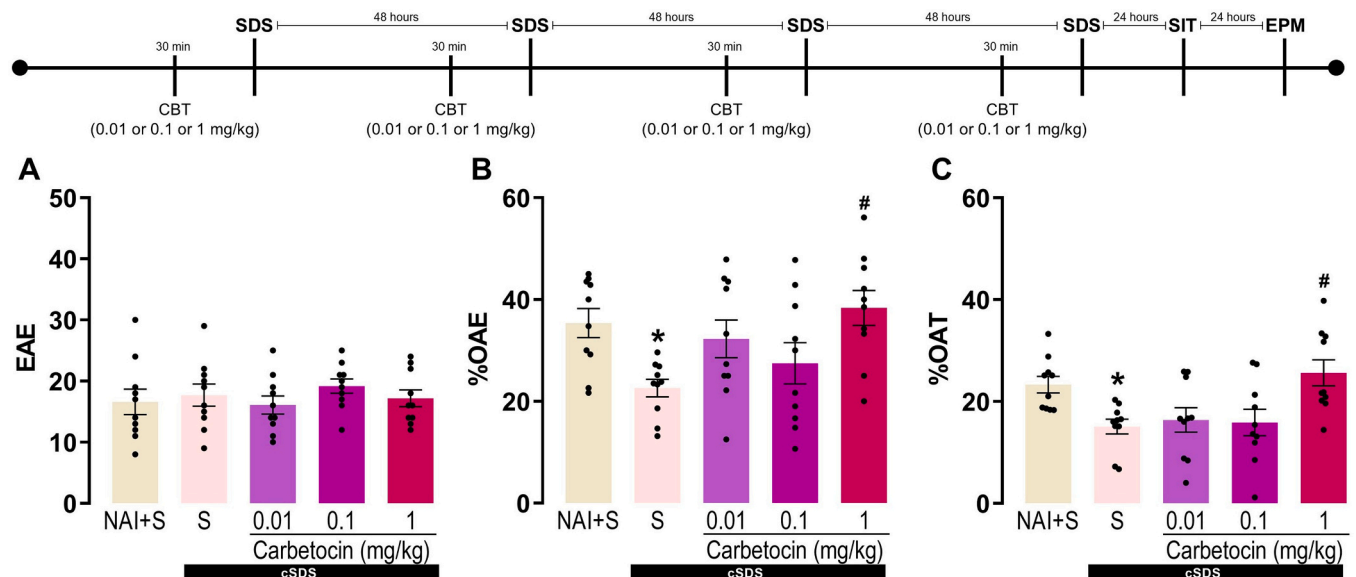 SDS 48 hours SDS 48 hours SDS 48 hours SDS 24 hours SIT 24 hours EPM
30 min 30 min 30 min 30 min
CBT CBT CBT CBT
(0.01 or 0.1 or 1 mg/kg) (0.01 or 0.1 or 1 mg/kg) (0.01 or 0.1 or 1 mg/kg) (0.01 or 0.1 or 1 mg/kg)
A
EAE
50
40
30
20
10
0
NAI+S S 0.01 0.1 1
Carbetocin (mg/kg)
cSDS
B
%OAE
60
40
20
0
*
#
NAI+S S 0.01 0.1 1
Carbetocin (mg/kg)
cSDS
C
%OAT
60
40
20
0
*
#
NAI+S S 0.01 0.1 1
Carbetocin (mg/kg)
cSDS